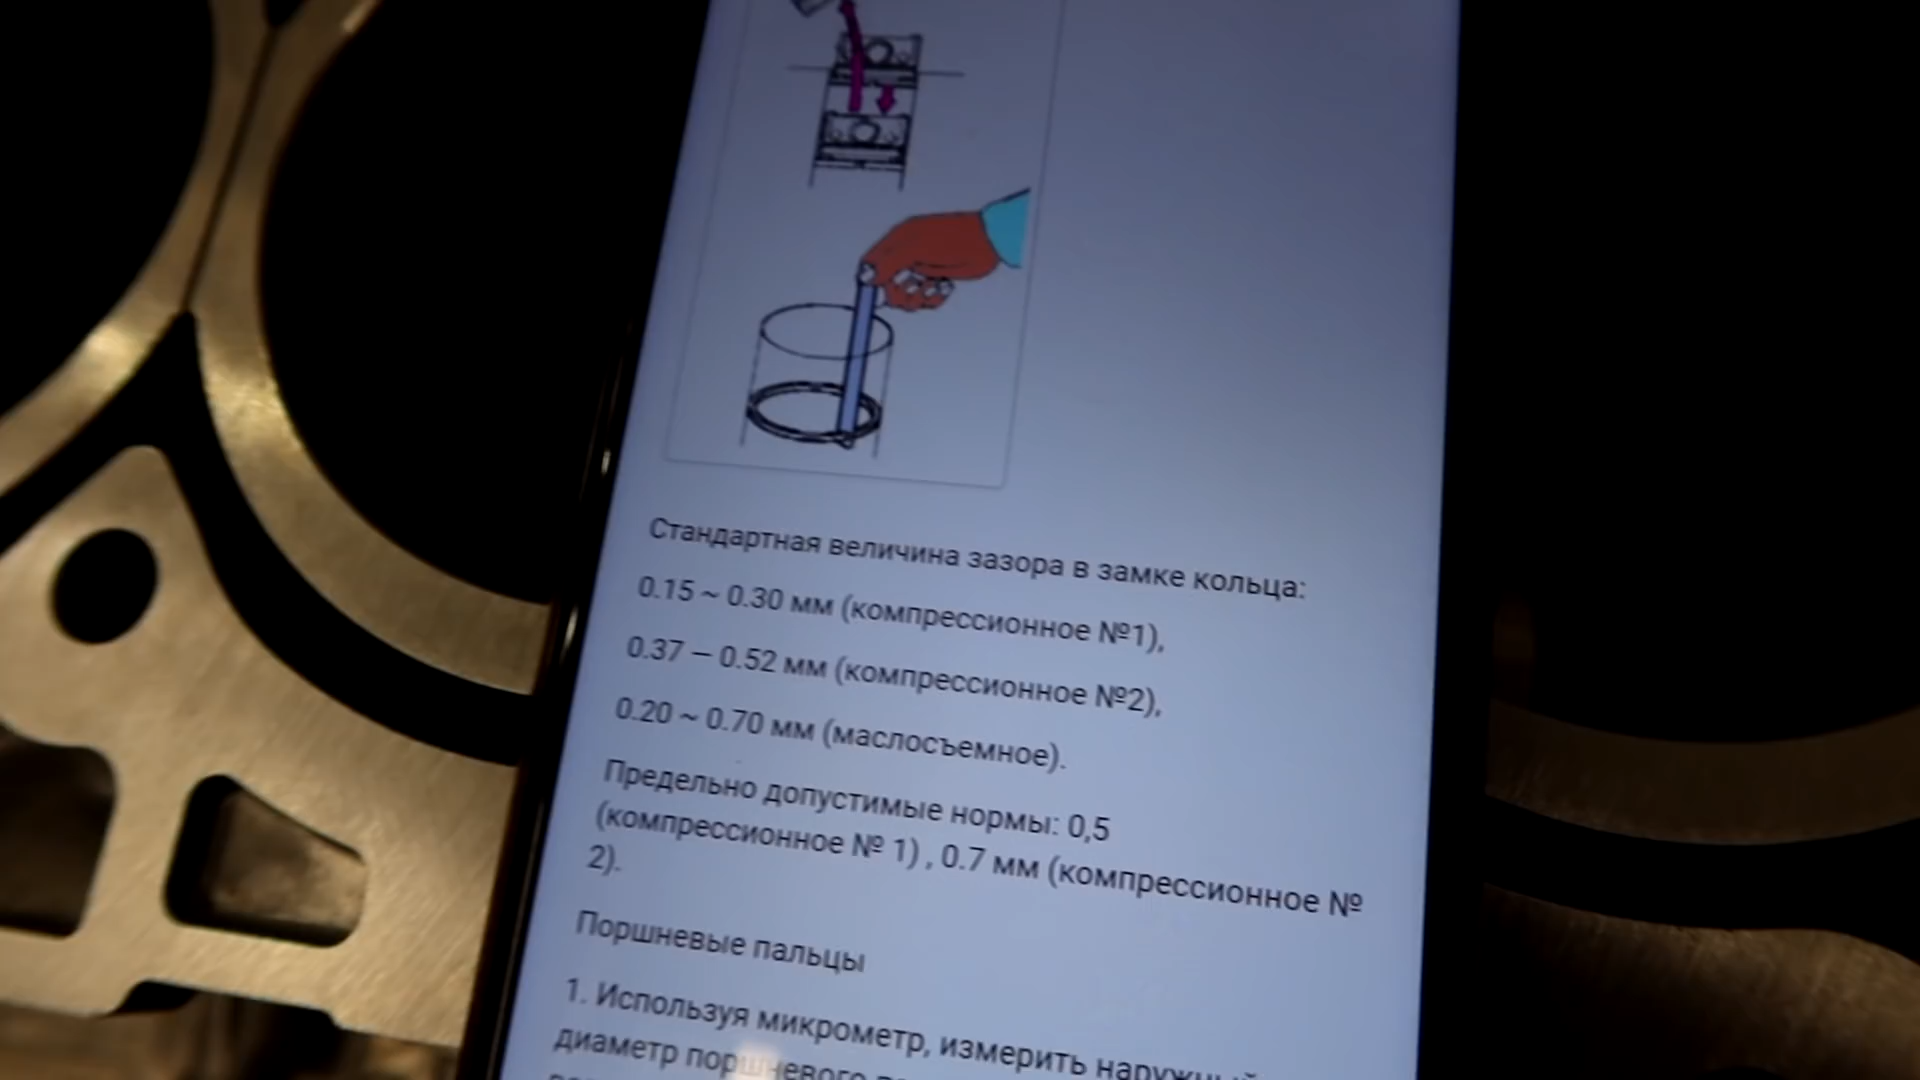 Стандартная величина зазора в замке кольца:
0.15 ~ 0.30 мм (компрессионное №1),
0.37 – 0.52 мм (компрессионное №2),
0.20 ~ 0.70 мм (маслосъемное).
Предельно допустимые нормы: 0,5
(компрессионное № 1) , 0.7 мм (компрессионное №
2).
Поршневые пальцы
1. Используя микрометр, измерить
диаметр поршневого